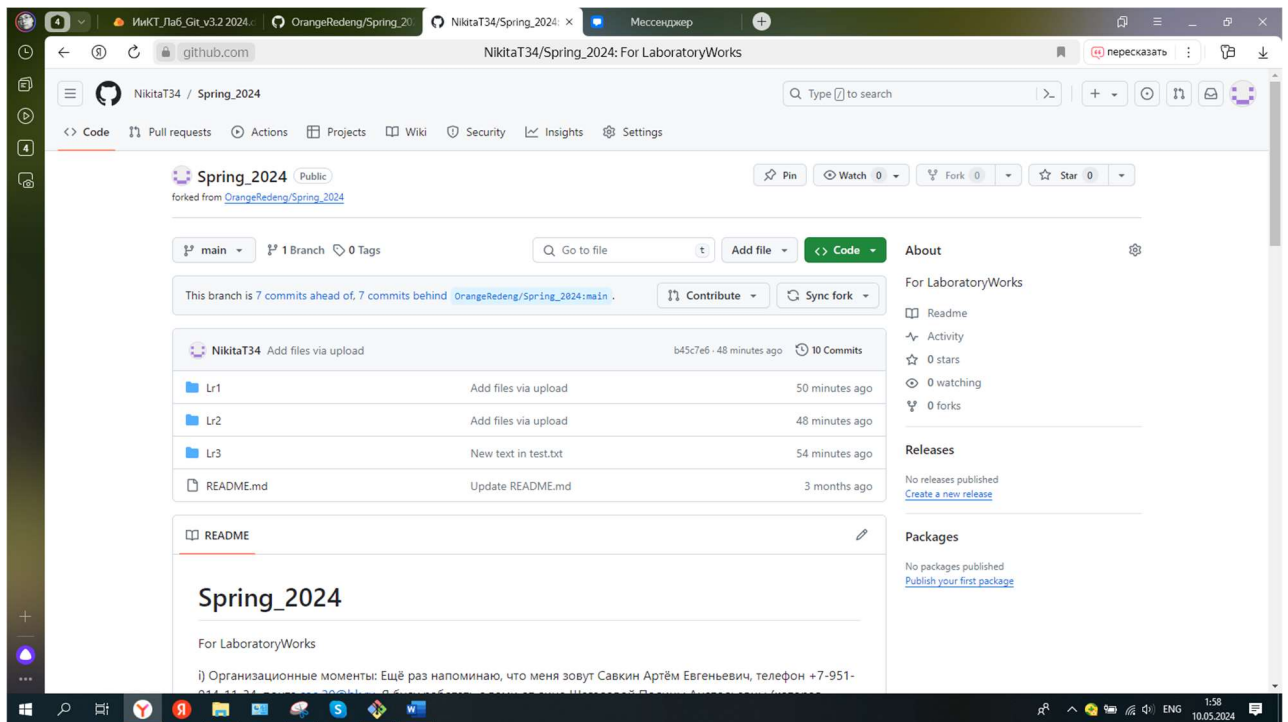 4 ИиКТ_Лаб_Git_v3.2 2024.d OrangeRedeng/Spring_20 NikitaT34/Spring_2024: × Мессенджер
github.com NikitaT34/Spring_2024: For LaboratoryWorks пересказать
NikitaT34 / Spring_2024 Type / to search
Code Pull requests Actions Projects Wiki Security Insights Settings
4
Spring_2024 Public Pin Watch 0 Fork 0 Star 0
forked from OrangeRedeng/Spring_2024
main 1 Branch 0 Tags Go to file t Add file Code
This branch is 7 commits ahead of, 7 commits behind OrangeRedeng/Spring_2024:main . Contribute Sync fork
NikitaT34 Add files via upload b45c7e6 · 48 minutes ago 10 Commits
Lr1 Add files via upload 50 minutes ago
Lr2 Add files via upload 48 minutes ago
Lr3 New text in test.txt 54 minutes ago
README.md Update README.md 3 months ago
README
Spring_2024
For LaboratoryWorks
i) Организационные моменты: Ещё раз напоминаю, что меня зовут Савкин Артём Евгеньевич, телефон +7-951-
About
For LaboratoryWorks
Readme
Activity
0 stars
0 watching
0 forks
Releases
No releases published
Create a new release
Packages
No packages published
Publish your first package
ENG 1:58
10.05.2024